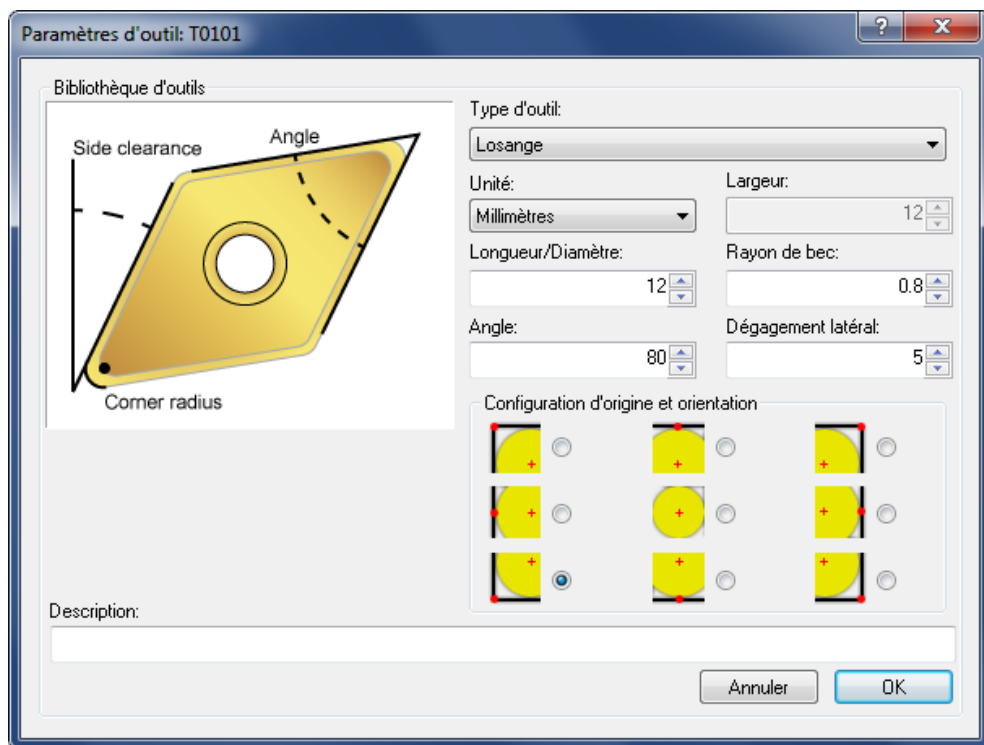 Paramètres d'outil: T0101
?
X
Bibliothèque d'outils
Side clearance
Angle
Corner radius
Type d'outil:
Losange
Unité:
Largeur:
Millimètres
12
Longueur/Diamètre:
Rayon de bec:
12
0.8
Angle:
Dégagement latéral:
80
5
Configuration d'origine et orientation
Description:
Annuler
OK